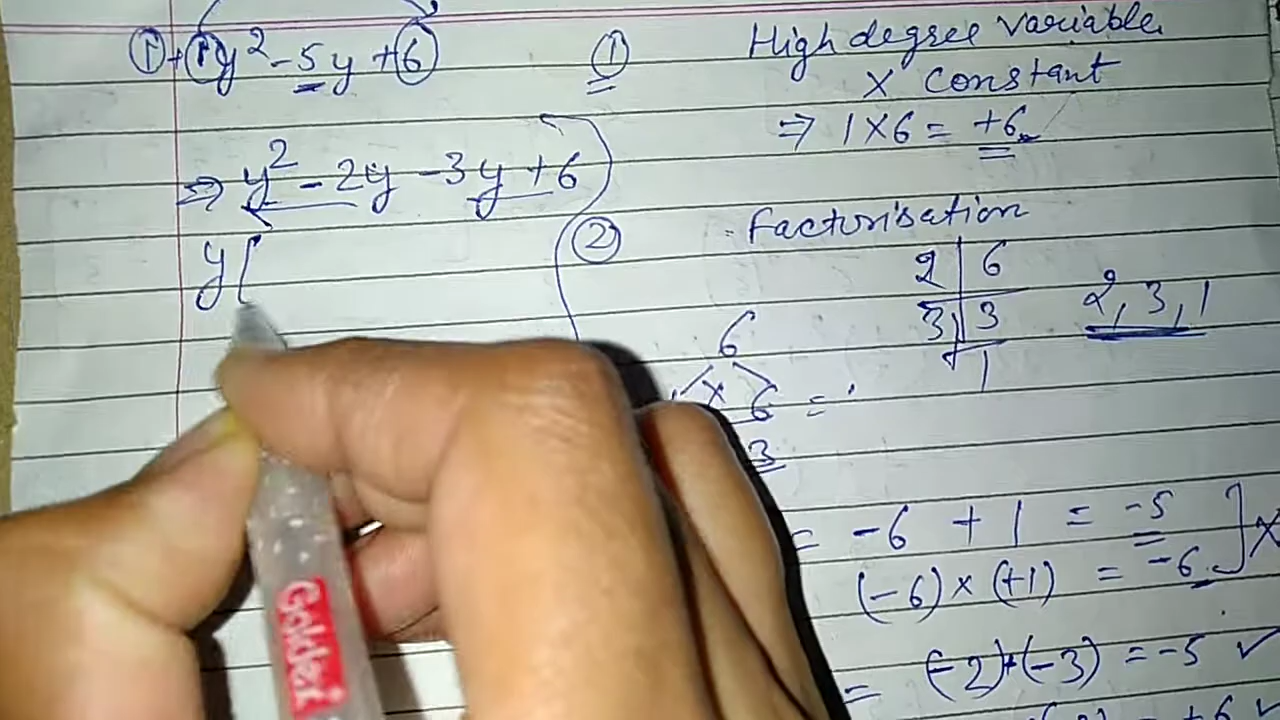 ① +①y² - 5y + ⑥
⇒ y² - 2y - 3y + 6
y(
①
High degree variable
X Constant
⇒ 1 X 6 = +6
②
Factorisation
2 | 6
3 | 3
1
2, 3, 1
6
X 6 =
3
= -6 + 1 = -5
(-6) × (+1) = -6 ] X
= (-2)+(-3) = -5 ✓
= +6 ✓
Goldex